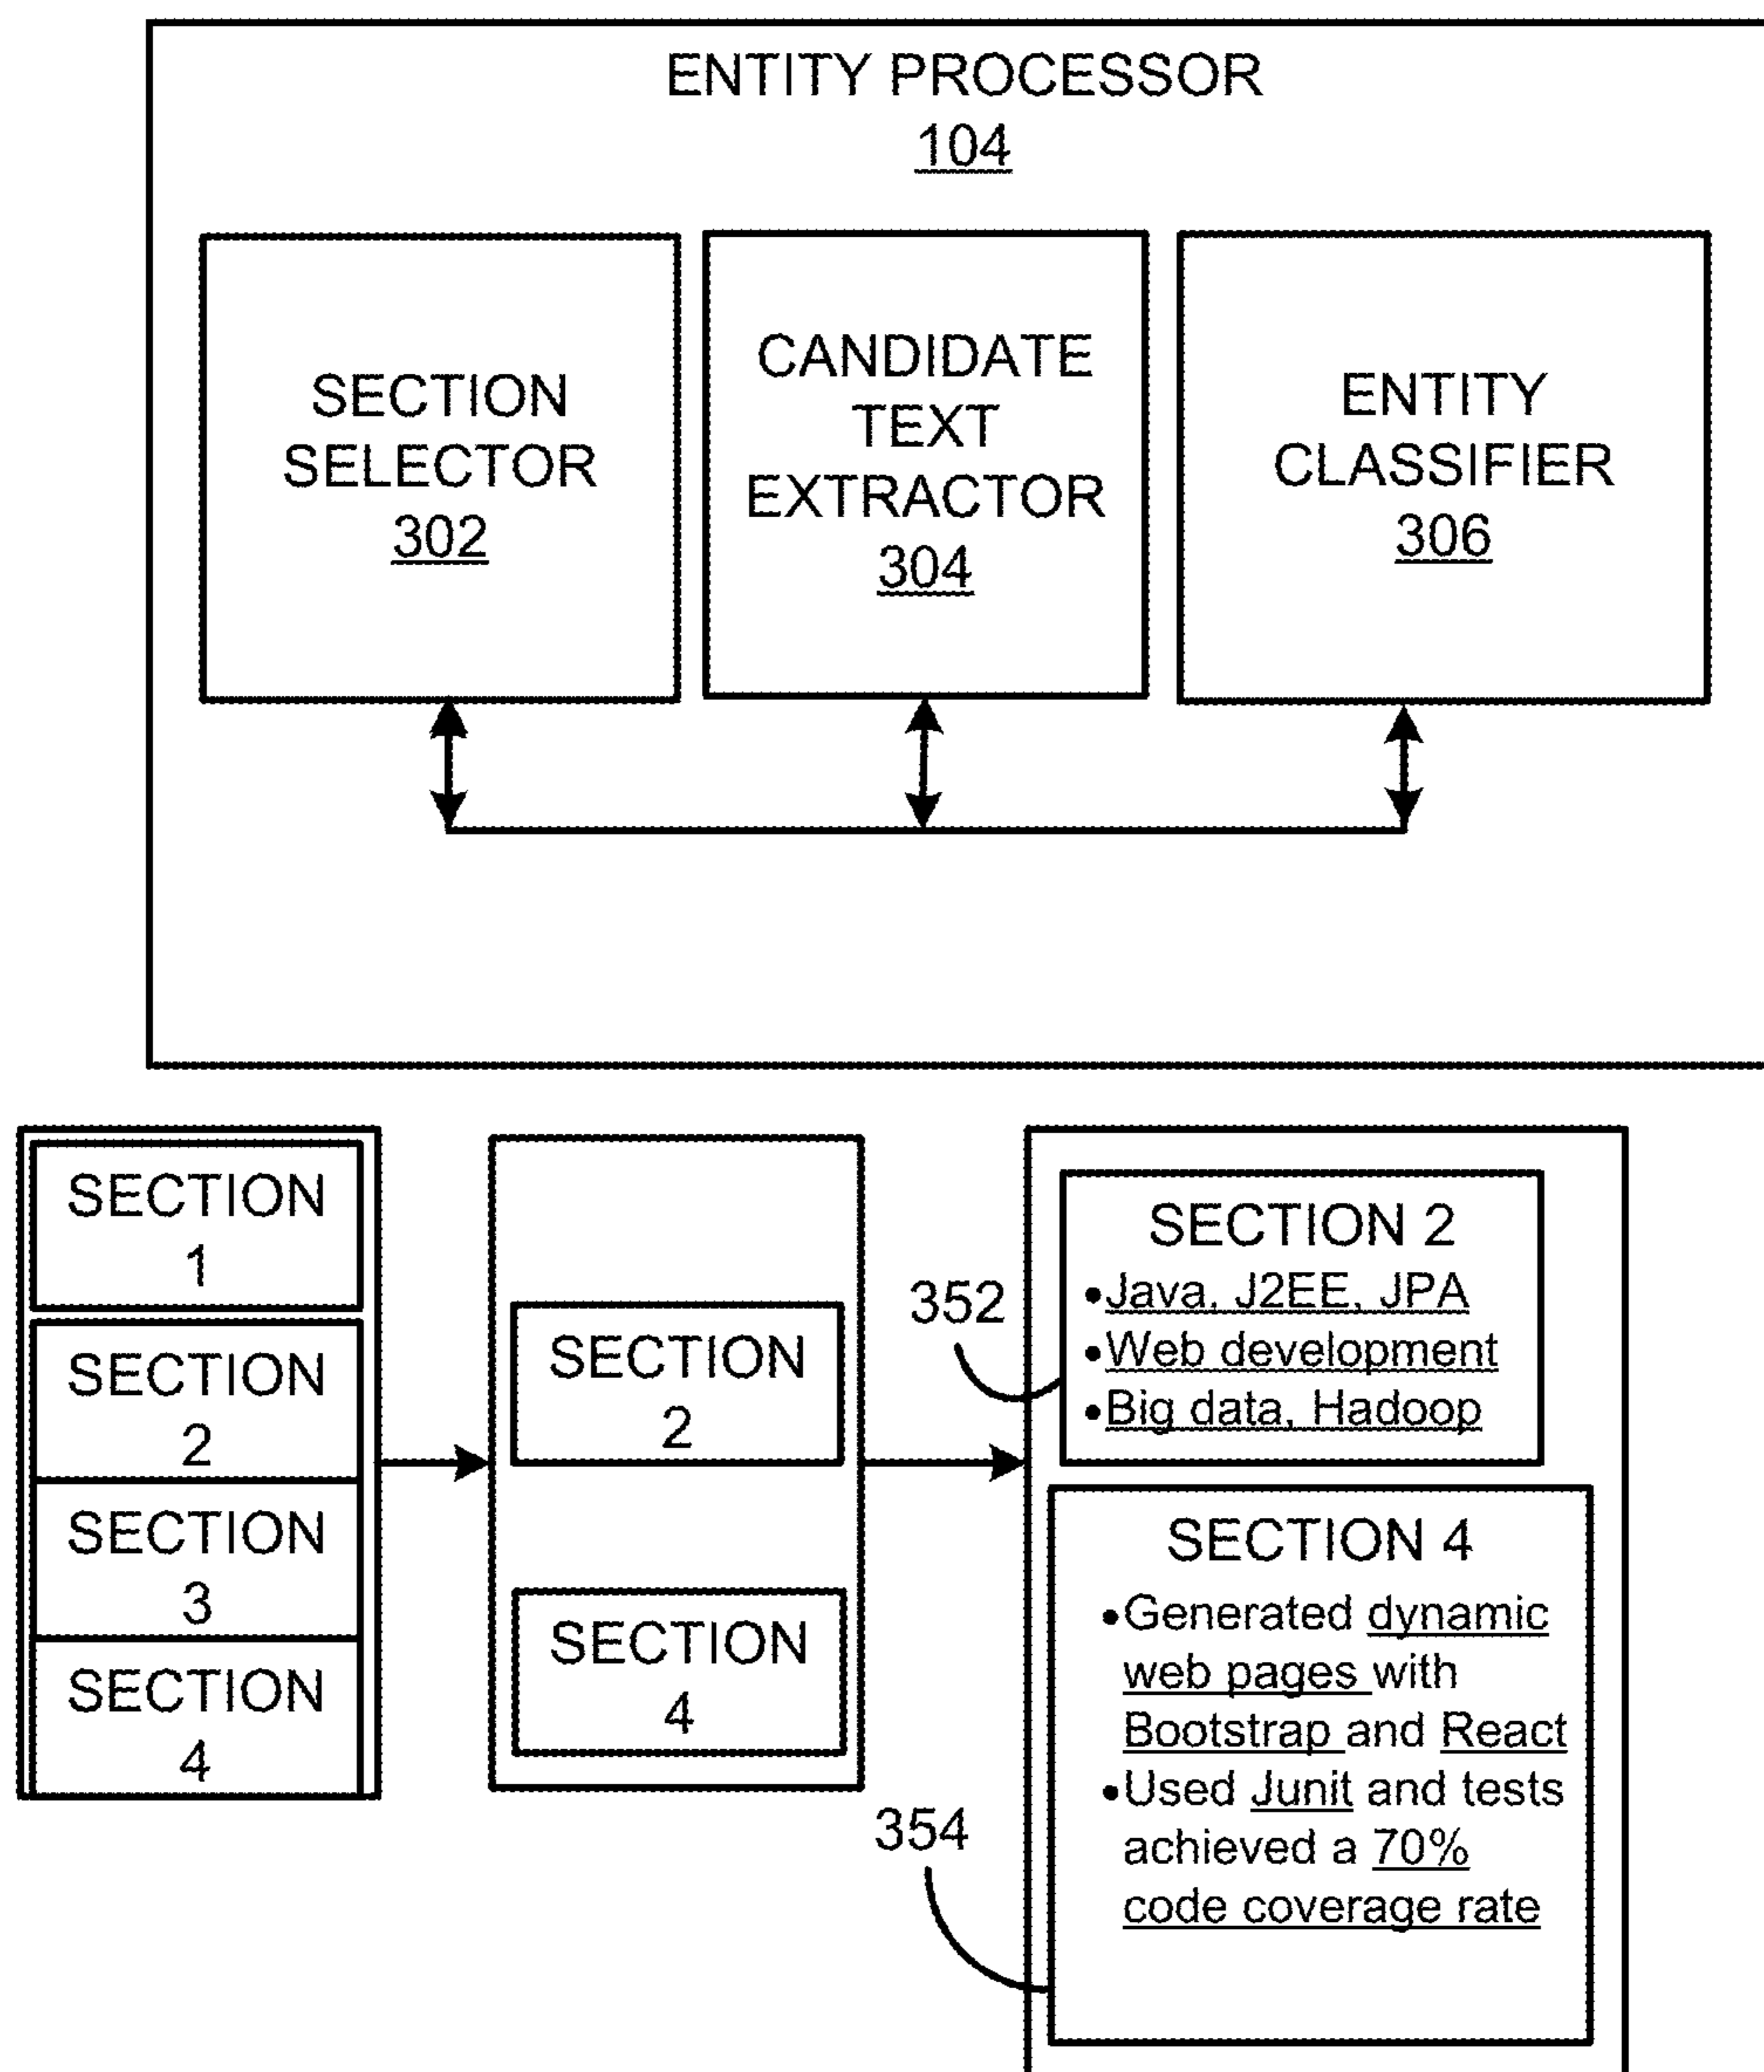 ENTITY PROCESSOR
104
SECTION
SELECTOR
302
CANDIDATE
TEXT
EXTRACTOR
304
ENTITY
CLASSIFIER
306
SECTION
1
SECTION
2
SECTION
3
SECTION
4
SECTION
2
SECTION
4
352
SECTION 2
•Java, J2EE, JPA
•Web development
•Big data, Hadoop
354
SECTION 4
•Generated dynamic
web pages with
Bootstrap and React
•Used Junit and tests
achieved a 70%
code coverage rate